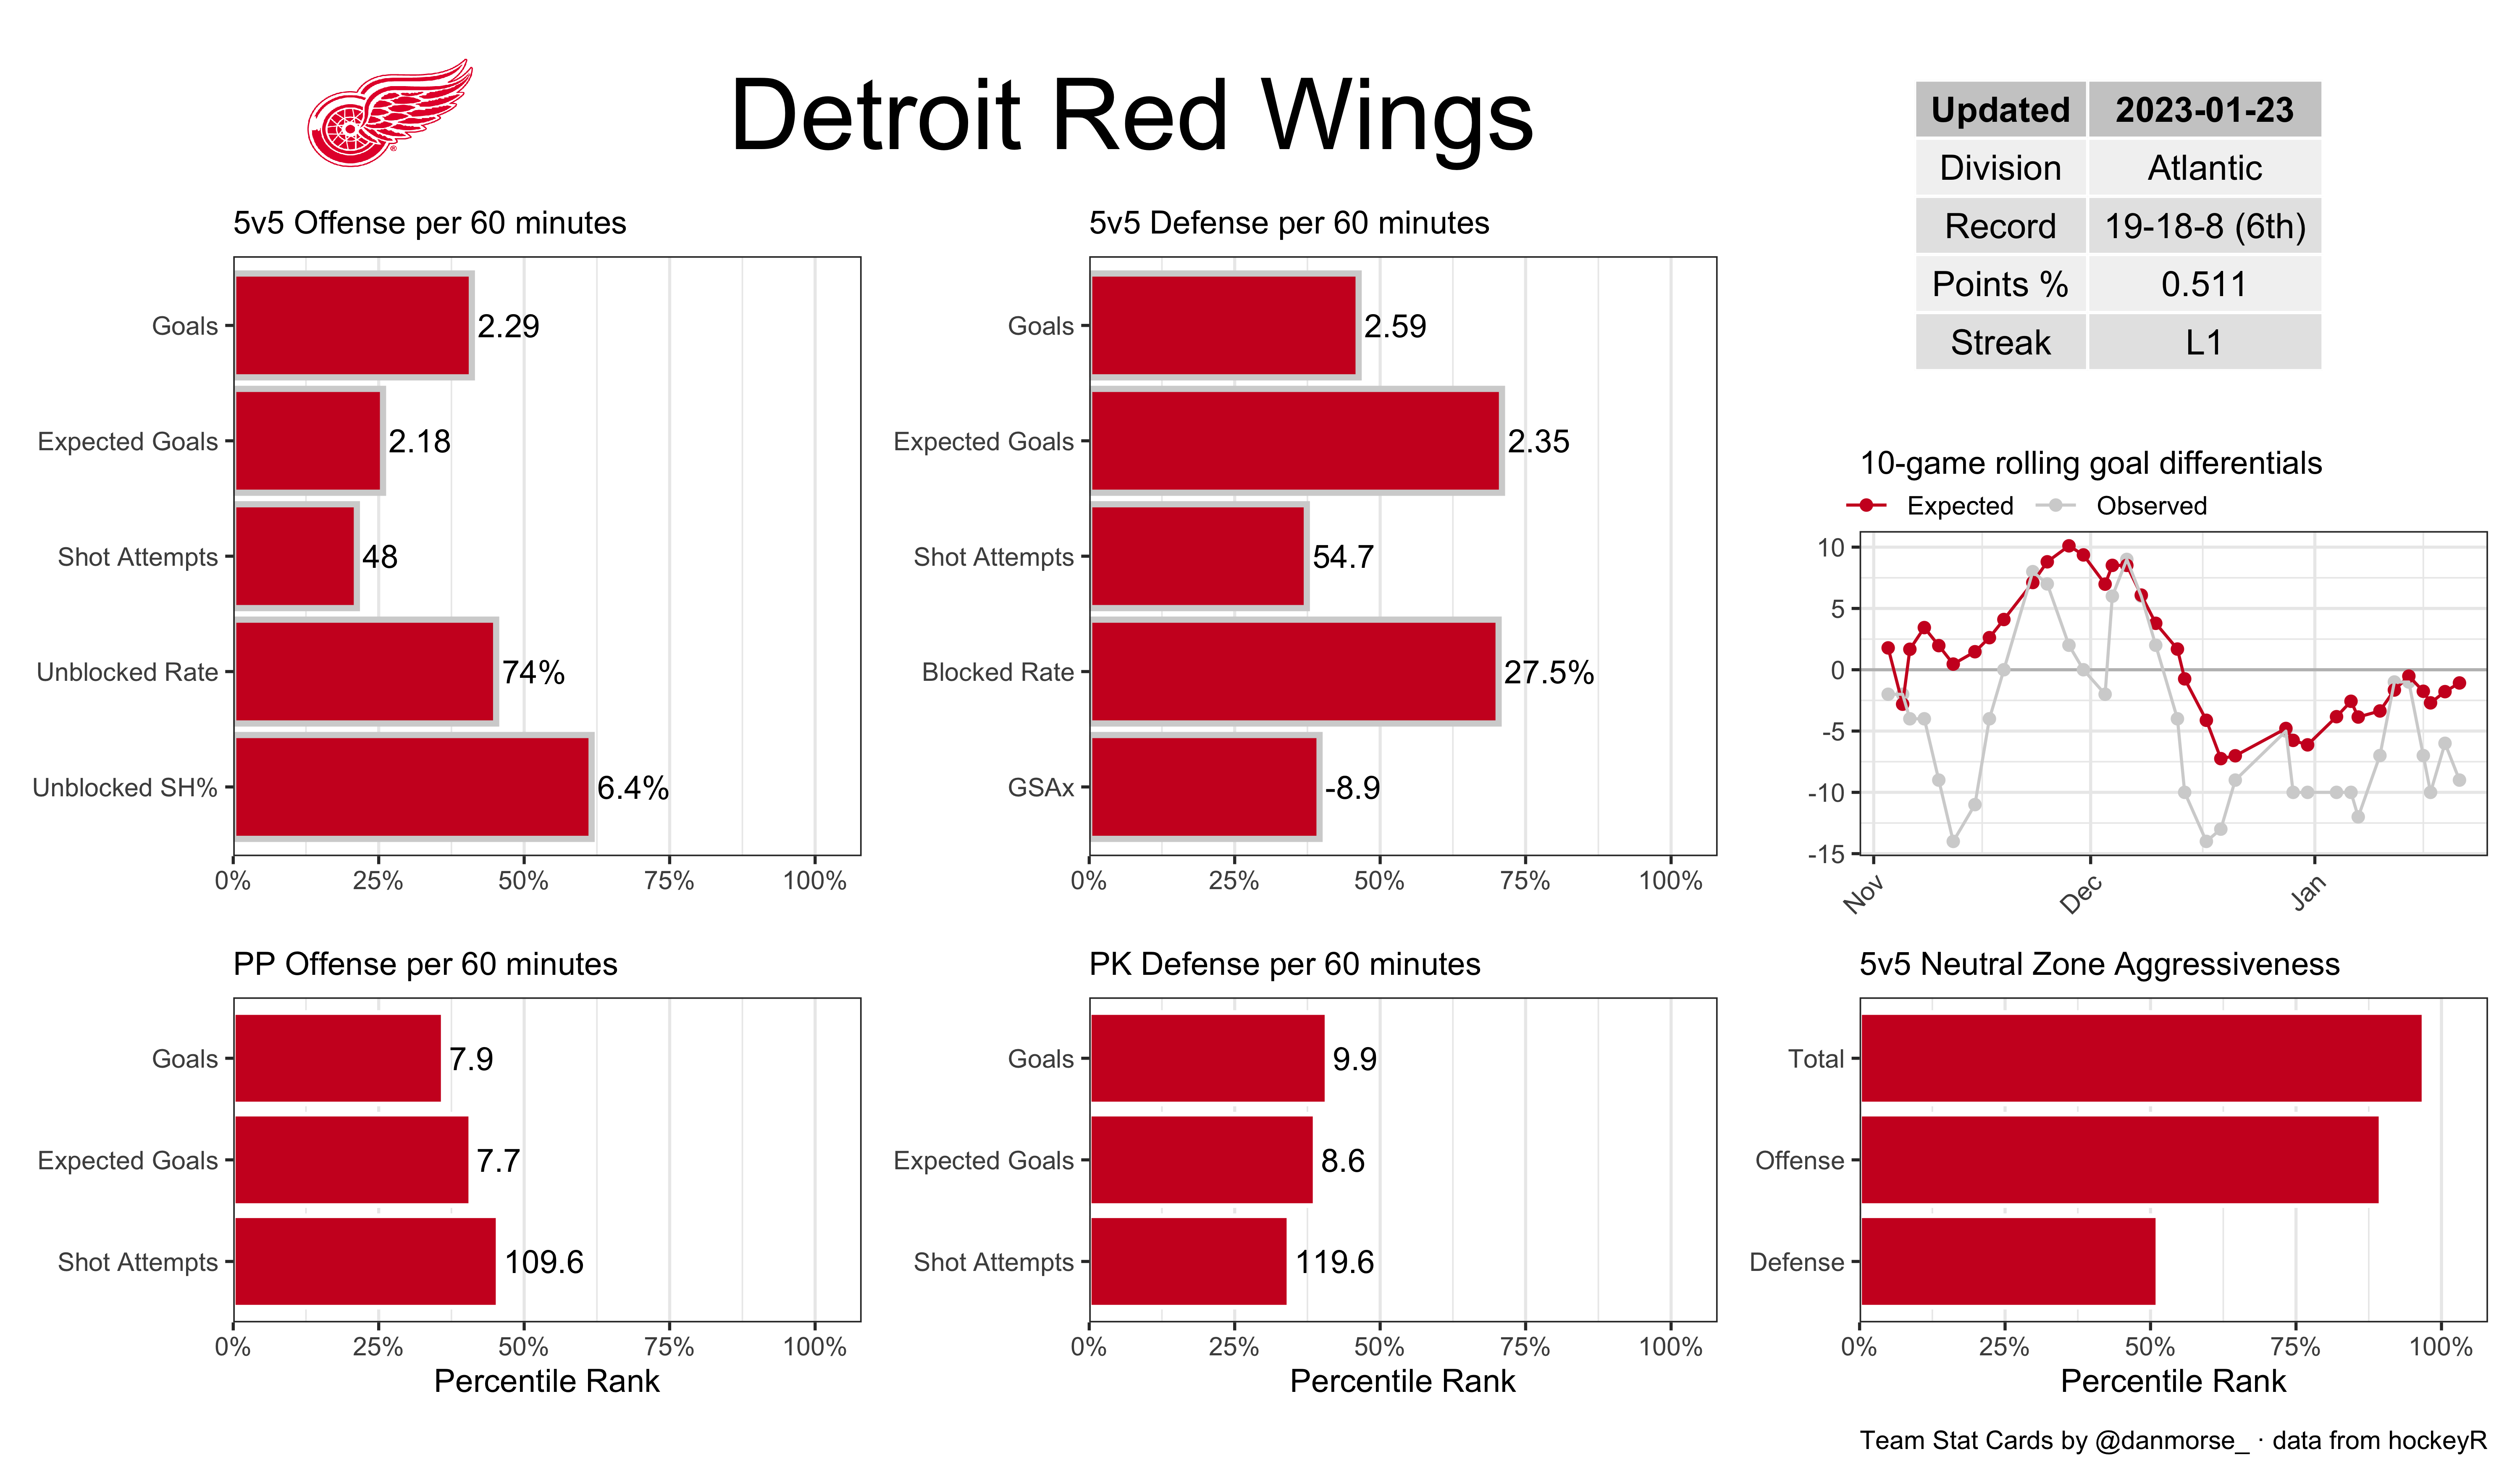 Detroit Red Wings
Updated 2023-01-23
Division Atlantic
Record 19-18-8 (6th)
Points % 0.511
Streak L1
5v5 Offense per 60 minutes
Goals 2.29
Expected Goals 2.18
Shot Attempts 48
Unblocked Rate 74%
Unblocked SH% 6.4%
0% 25% 50% 75% 100%
5v5 Defense per 60 minutes
Goals 2.59
Expected Goals 2.35
Shot Attempts 54.7
Blocked Rate 27.5%
GSAx -8.9
0% 25% 50% 75% 100%
10-game rolling goal differentials
Expected Observed
10
5
0
-5
-10
-15
Nov Dec Jan
PP Offense per 60 minutes
Goals 7.9
Expected Goals 7.7
Shot Attempts 109.6
0% 25% 50% 75% 100%
Percentile Rank
PK Defense per 60 minutes
Goals 9.9
Expected Goals 8.6
Shot Attempts 119.6
0% 25% 50% 75% 100%
Percentile Rank
5v5 Neutral Zone Aggressiveness
Total
Offense
Defense
0% 25% 50% 75% 100%
Percentile Rank
Team Stat Cards by @danmorse_ · data from hockeyR